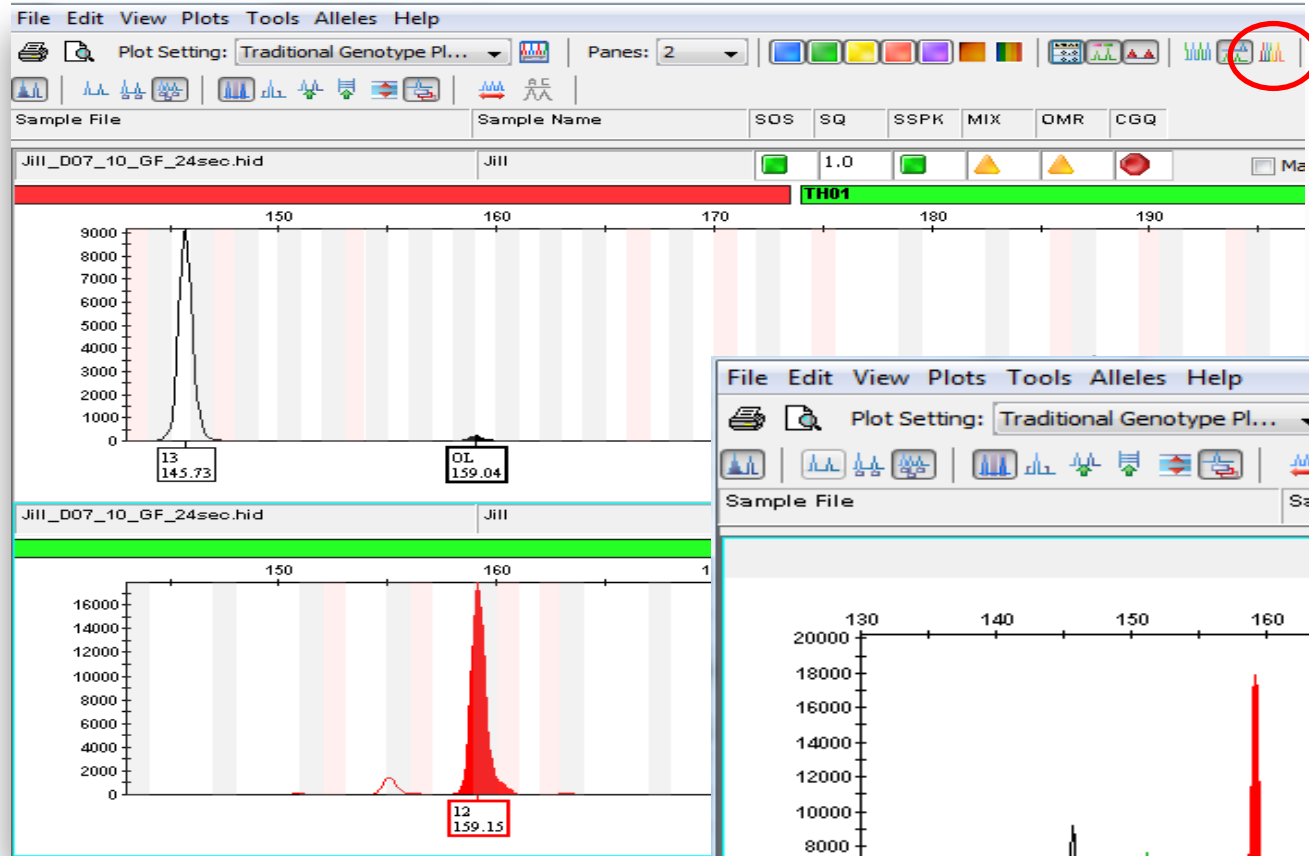 File Edit View Plots Tools Alleles Help
Plot Setting: Traditional Genotype Pl... Panes: 2
Sample File Sample Name SOS SQ SSPK MIX OMR CGQ
Jill_D07_10_GF_24sec.hid Jill 1.0 Ma
TH01
150 160 170 180 190
9000
8000
7000
6000
5000
4000
3000
2000
1000
0
13 OL
145.73 159.04
Jill_D07_10_GF_24sec.hid Jill
150 160 1
16000
14000
12000
10000
8000
6000
4000
2000
0
12
159.15
File Edit View Plots Tools Alleles Help
Plot Setting: Traditional Genotype Pl...
Sample File Sa
130 140 150 160
20000
18000
16000
14000
12000
10000
8000